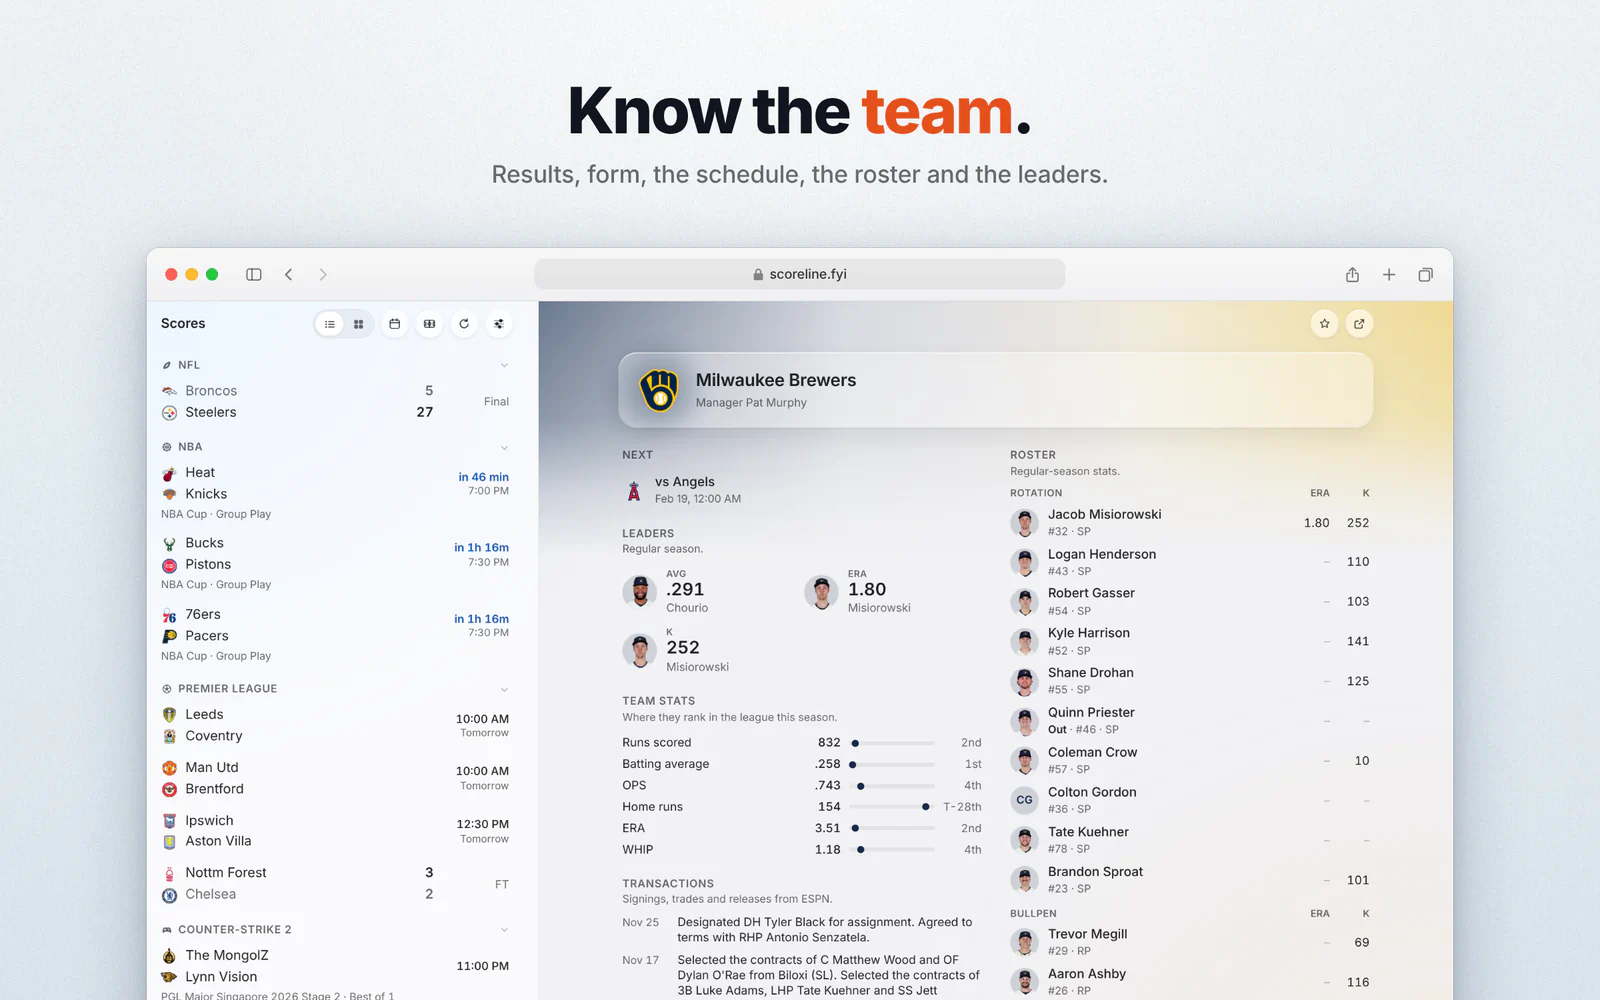 Know the team.
Results, form, the schedule, the roster and the leaders.
scoreline.fyi
Scores
NFL
Broncos 5
Steelers 27
Final
NBA
Heat
Knicks
in 46 min
7:00 PM
NBA Cup · Group Play
Bucks
Pistons
in 1h 16m
7:30 PM
NBA Cup · Group Play
76ers
Pacers
in 1h 16m
7:30 PM
NBA Cup · Group Play
PREMIER LEAGUE
Leeds
Coventry
10:00 AM
Tomorrow
Man Utd
Brentford
10:00 AM
Tomorrow
Ipswich
Aston Villa
12:30 PM
Tomorrow
Nottm Forest 3
Chelsea 2
FT
COUNTER-STRIKE 2
The MongolZ
Lynn Vision
11:00 PM
PGL Major Singapore 2026 Stage 2 · Best of 1
Milwaukee Brewers
Manager Pat Murphy
NEXT
vs Angels
Feb 19, 12:00 AM
LEADERS
Regular season.
AVG
.291
Chourio
ERA
1.80
Misiorowski
K
252
Misiorowski
TEAM STATS
Where they rank in the league this season.
Runs scored 832 2nd
Batting average .258 1st
OPS .743 4th
Home runs 154 T-28th
ERA 3.51 2nd
WHIP 1.18 4th
TRANSACTIONS
Signings, trades and releases from ESPN.
Nov 25 Designated DH Tyler Black for assignment. Agreed to
terms with RHP Antonio Senzatela.
Nov 17 Selected the contracts of C Matthew Wood and OF
Dylan O'Rae from Biloxi (SL). Selected the contracts of
3B Luke Adams, LHP Tate Kuehner and SS Jett
ROSTER
Regular-season stats.
ROTATION ERA K
Jacob Misiorowski 1.80 252
#32 · SP
Logan Henderson – 110
#43 · SP
Robert Gasser – 103
#54 · SP
Kyle Harrison – 141
#52 · SP
Shane Drohan – 125
#55 · SP
Quinn Priester – –
Out · #46 · SP
Coleman Crow – 10
#57 · SP
CG Colton Gordon – –
#36 · SP
Tate Kuehner – –
#78 · SP
Brandon Sproat – 101
#23 · SP
BULLPEN ERA K
Trevor Megill – 69
#29 · RP
Aaron Ashby – 116
#26 · RP